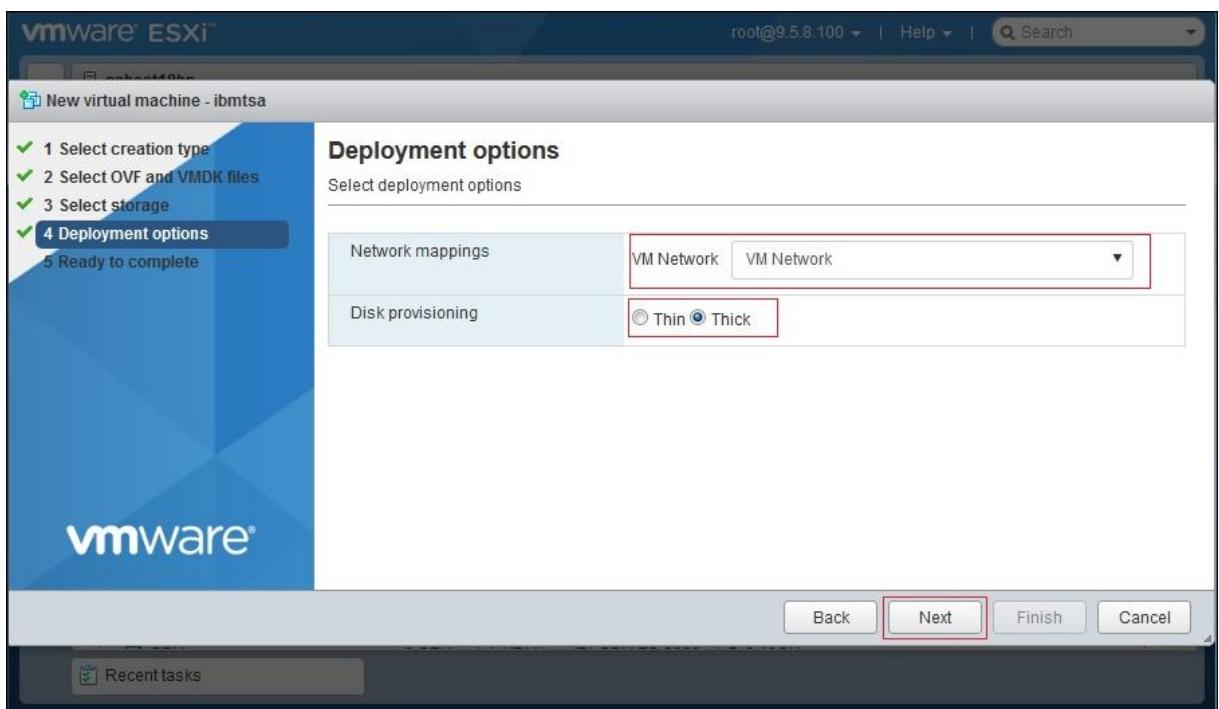 vmware® ESXi™
root@9.5.8.100 | Help | Search
New virtual machine - ibmtsa
1 Select creation type
2 Select OVF and VMDK files
3 Select storage
4 Deployment options
5 Ready to complete
vmware®
Deployment options
Select deployment options
Network mappings
VM Network VM Network
Disk provisioning
Thin Thick
Back Next Finish Cancel
Recent tasks